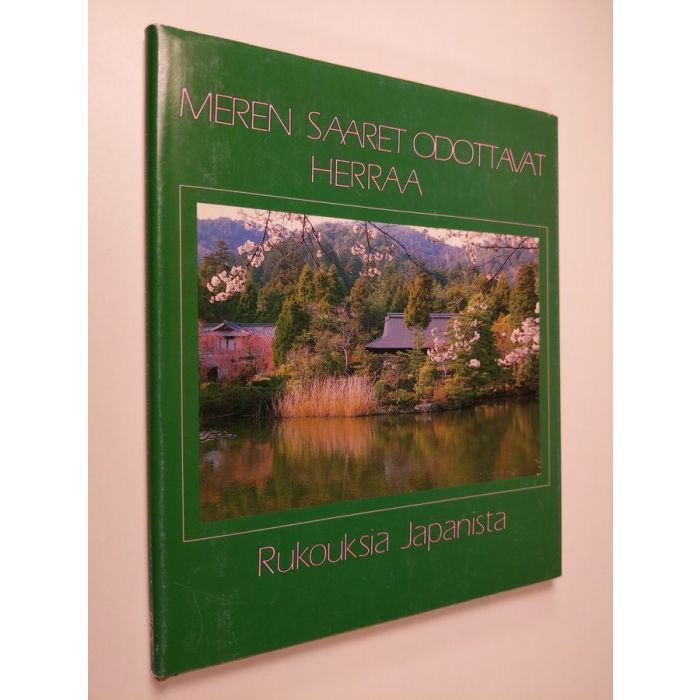 MEREN SAARET ODOTTAVAT
HERRAA
Rukouksia Japanista